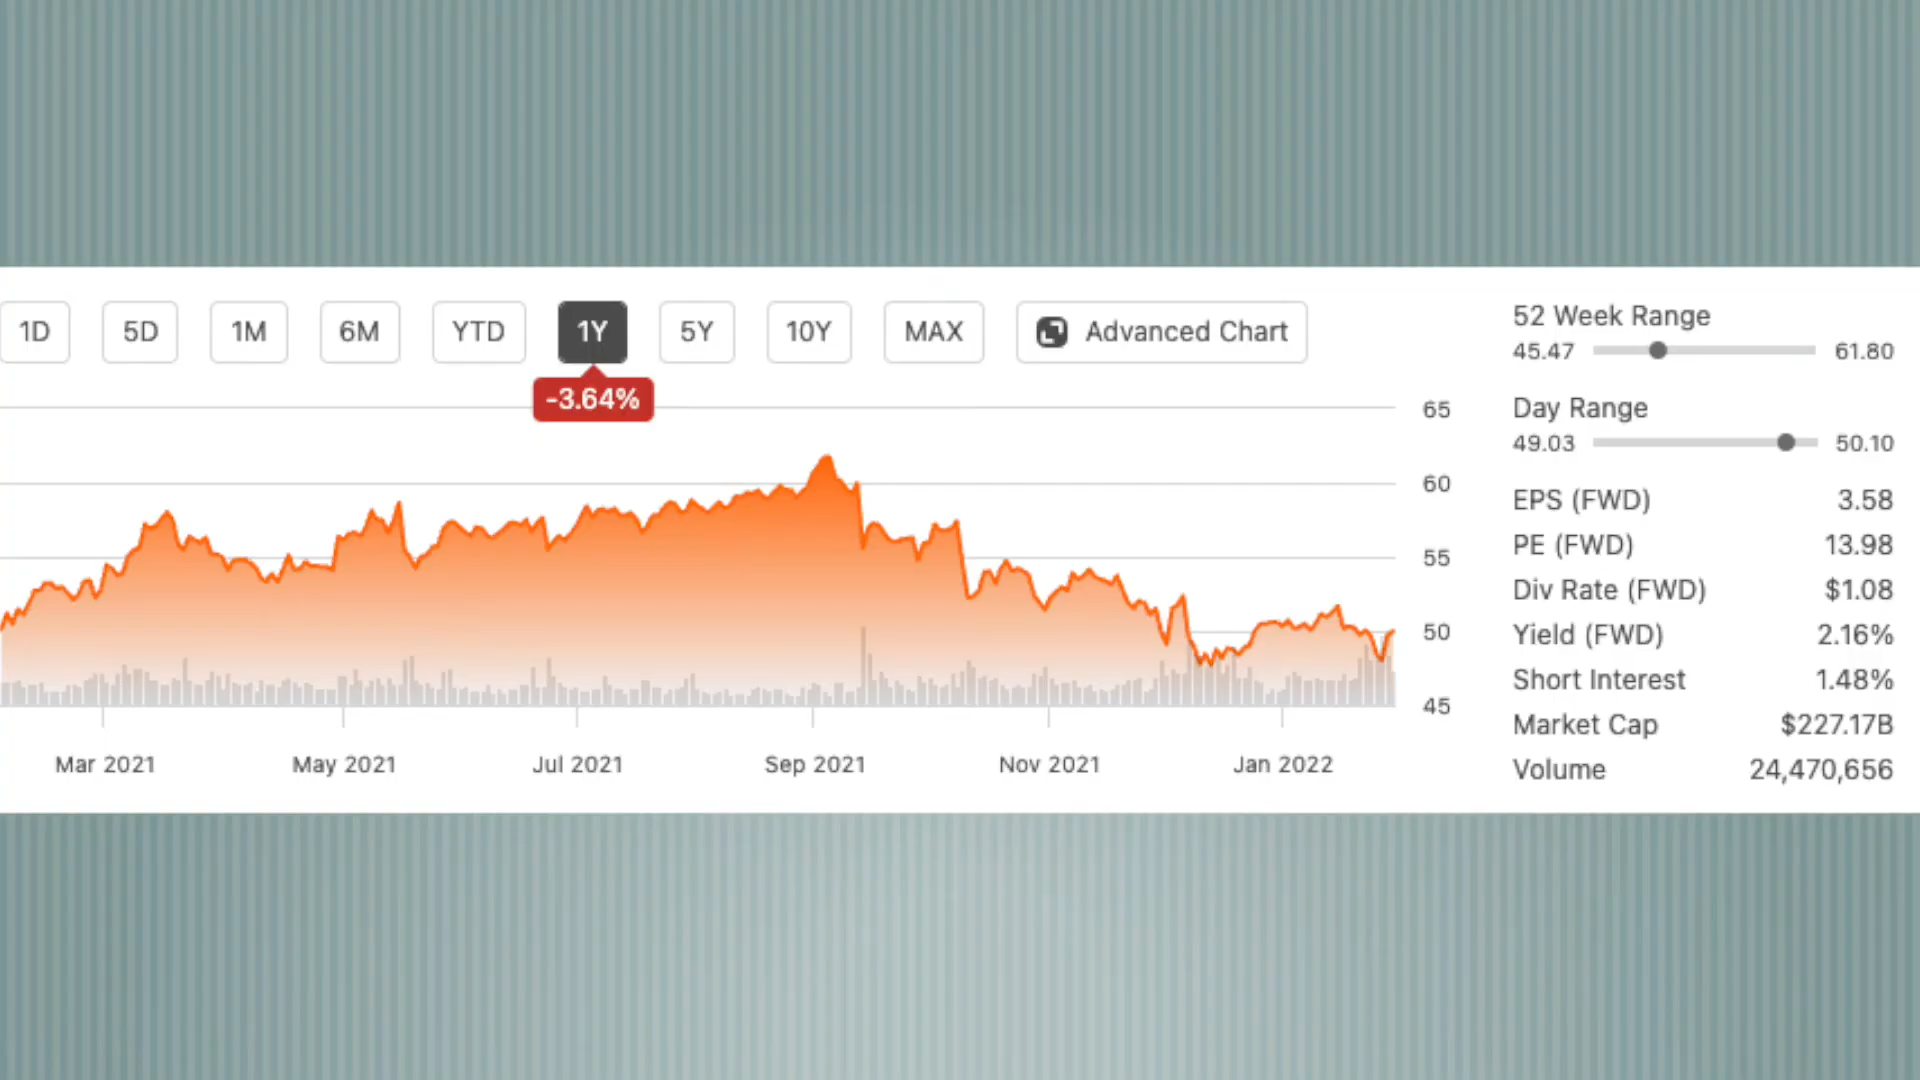 1D 5D 1M 6M YTD 1Y 5Y 10Y MAX Advanced Chart
-3.64%
65
60
55
50
45
Mar 2021 May 2021 Jul 2021 Sep 2021 Nov 2021 Jan 2022
52 Week Range
45.47 61.80
Day Range
49.03 50.10
EPS (FWD) 3.58
PE (FWD) 13.98
Div Rate (FWD) $1.08
Yield (FWD) 2.16%
Short Interest 1.48%
Market Cap $227.17B
Volume 24,470,656